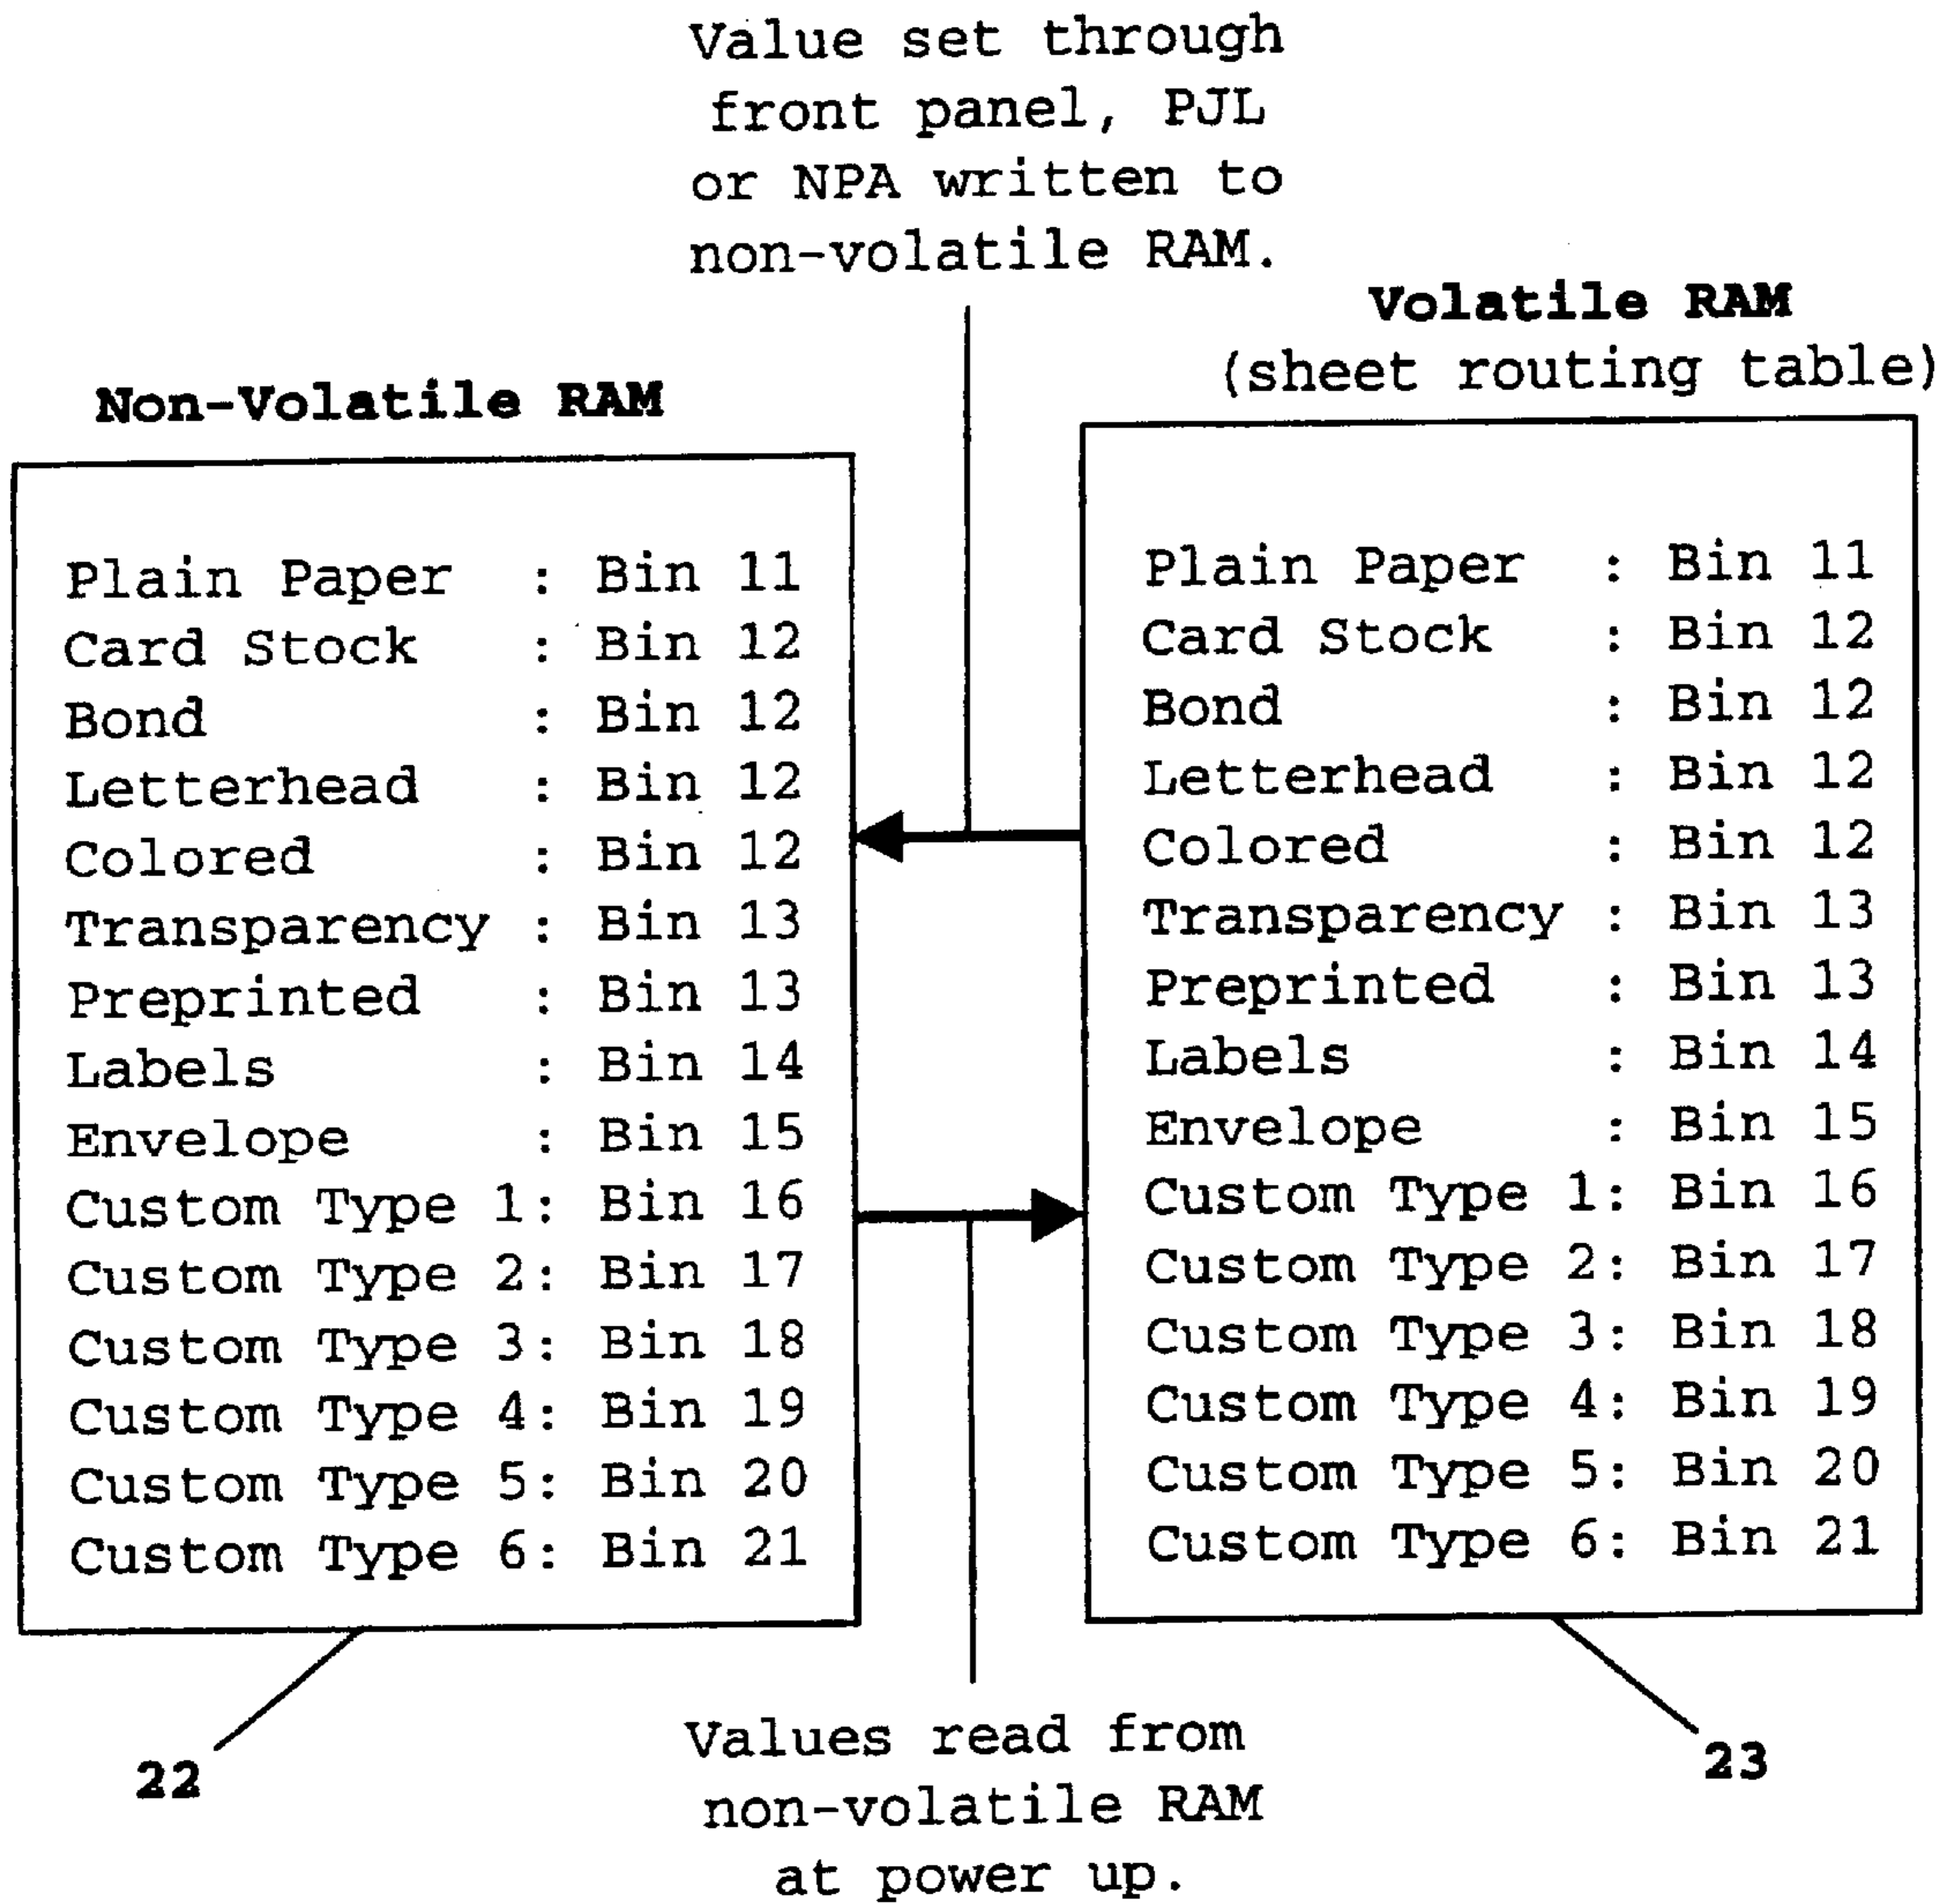 Value set through
front panel, PJL
or NPA written to
non-volatile RAM.
Non-Volatile RAM
Plain Paper : Bin 11
Card Stock : Bin 12
Bond : Bin 12
Letterhead : Bin 12
Colored : Bin 12
Transparency : Bin 13
Preprinted : Bin 13
Labels : Bin 14
Envelope : Bin 15
Custom Type 1: Bin 16
Custom Type 2: Bin 17
Custom Type 3: Bin 18
Custom Type 4: Bin 19
Custom Type 5: Bin 20
Custom Type 6: Bin 21
22
Volatile RAM
(sheet routing table)
Plain Paper : Bin 11
Card Stock : Bin 12
Bond : Bin 12
Letterhead : Bin 12
Colored : Bin 12
Transparency : Bin 13
Preprinted : Bin 13
Labels : Bin 14
Envelope : Bin 15
Custom Type 1: Bin 16
Custom Type 2: Bin 17
Custom Type 3: Bin 18
Custom Type 4: Bin 19
Custom Type 5: Bin 20
Custom Type 6: Bin 21
23
Values read from
non-volatile RAM
at power up.